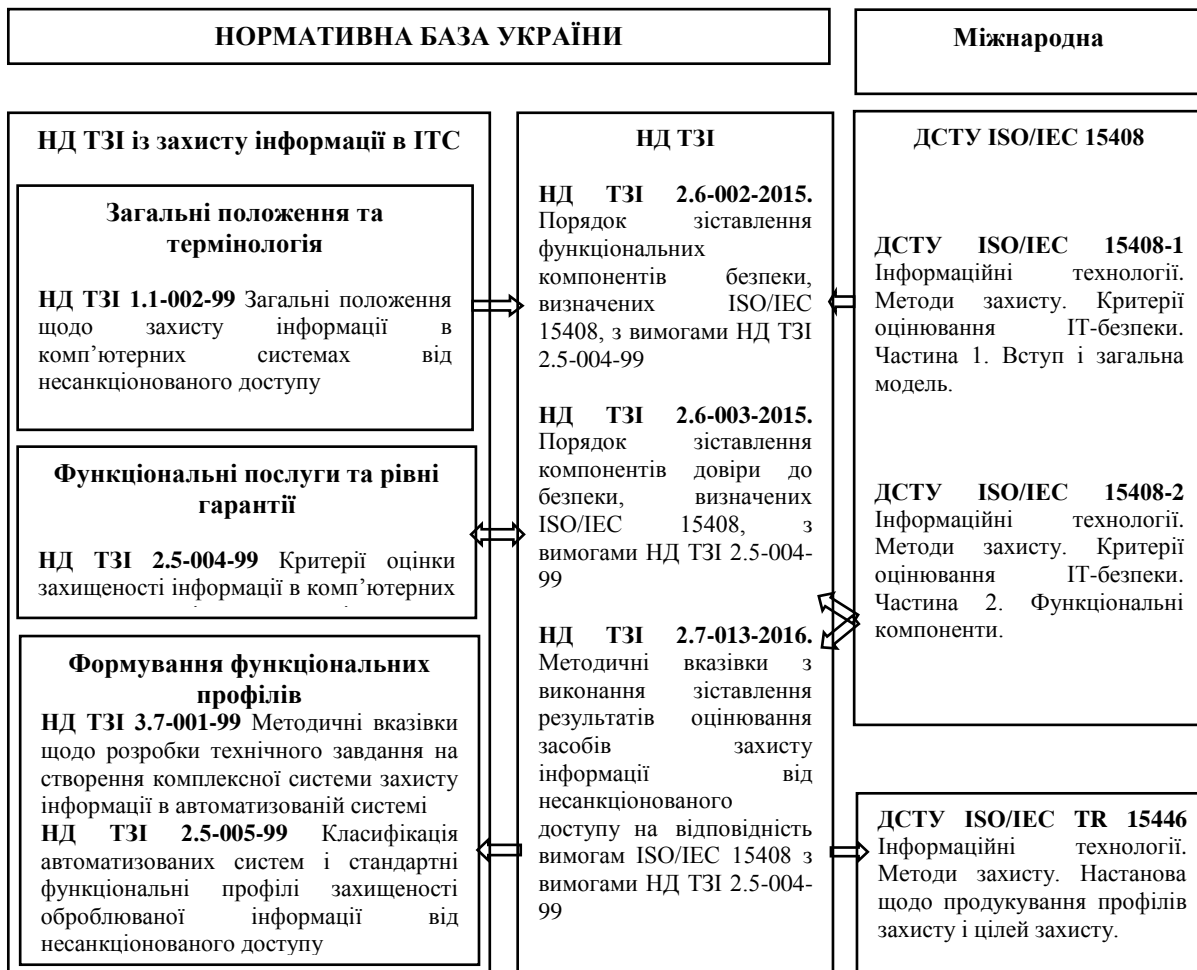 НОРМАТИВНА БАЗА УКРАЇНИ
Міжнародна
НД ТЗІ із захисту інформації в ІТС
Загальні положення та
термінологія
НД ТЗІ 1.1-002-99 Загальні положення
щодо захисту інформації в
комп’ютерних системах від
несанкціонованого доступу
Функціональні послуги та рівні
гарантії
НД ТЗІ 2.5-004-99 Критерії оцінки
захищеності інформації в комп’ютерних
Формування функціональних
профілів
НД ТЗІ 3.7-001-99 Методичні вказівки
щодо розробки технічного завдання на
створення комплексної системи захисту
інформації в автоматизованій системі
НД ТЗІ 2.5-005-99 Класифікація
автоматизованих систем і стандартні
функціональні профілі захищеності
оброблюваної інформації від
несанкціонованого доступу
НД ТЗІ
НД ТЗІ 2.6-002-2015.
Порядок зіставлення
функціональних
компонентів безпеки,
визначених ISO/IEC
15408, з вимогами НД ТЗІ
2.5-004-99
НД ТЗІ 2.6-003-2015.
Порядок зіставлення
компонентів довіри до
безпеки, визначених
ISO/IEC 15408, з
вимогами НД ТЗІ 2.5-004-
99
НД ТЗІ 2.7-013-2016.
Методичні вказівки з
виконання зіставлення
результатів оцінювання
засобів захисту
інформації від
несанкціонованого
доступу на відповідність
вимогам ISO/IEC 15408 з
вимогами НД ТЗІ 2.5-004-
99
ДСТУ ISO/IEC 15408
ДСТУ ISO/IEC 15408-1
Інформаційні технології.
Методи захисту. Критерії
оцінювання ІТ-безпеки.
Частина 1. Вступ і загальна
модель.
ДСТУ ISO/IEC 15408-2
Інформаційні технології.
Методи захисту. Критерії
оцінювання ІТ-безпеки.
Частина 2. Функціональні
компоненти.
ДСТУ ISO/IEC TR 15446
Інформаційні технології.
Методи захисту. Настанова
щодо продукування профілів
захисту і цілей захисту.